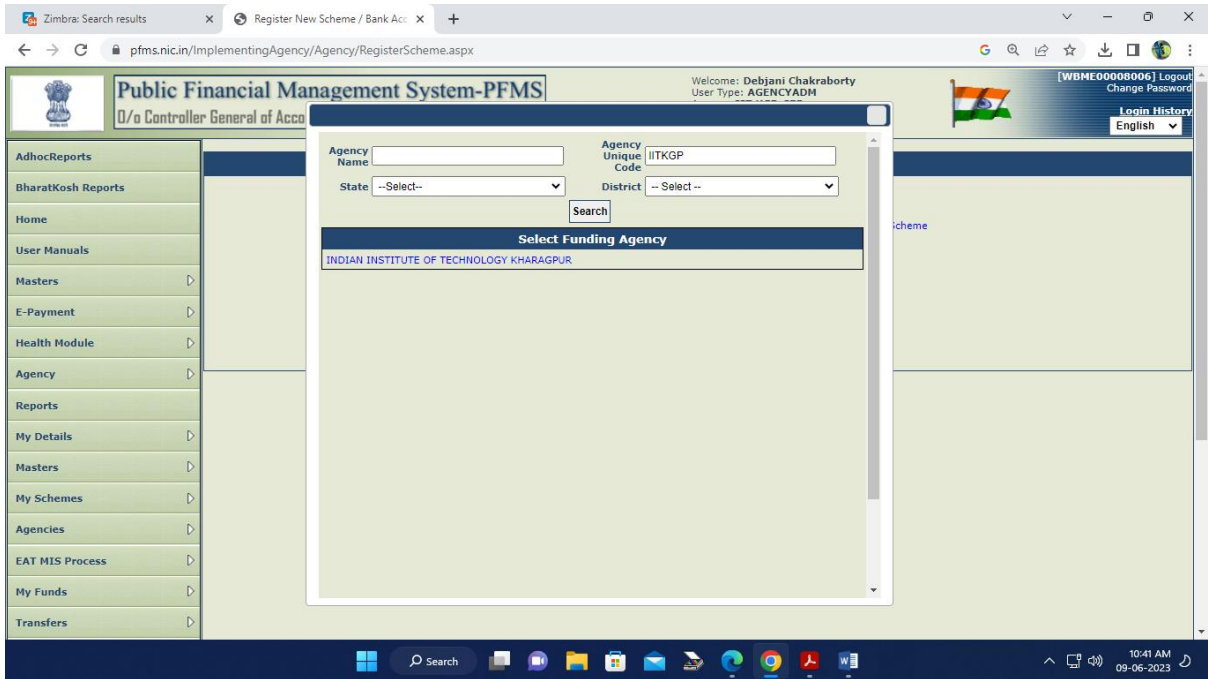 Zimbra: Search results
Register New Scheme / Bank Acc
pfms.nic.in/ImplementingAgency/Agency/RegisterScheme.aspx
Public Financial Management System-PFMS
O/o Controller General of Acco
Welcome: Debjani Chakraborty
User Type: AGENCYADM
[WBME00008006] Logout
Change Password
Login History
English
AdhocReports
BharatKosh Reports
Home
User Manuals
Masters
E-Payment
Health Module
Agency
Reports
My Details
Masters
My Schemes
Agencies
EAT MIS Process
My Funds
Transfers
Agency Name
Agency Unique Code IITKGP
State --Select--
District -- Select --
Search
Select Funding Agency
INDIAN INSTITUTE OF TECHNOLOGY KHARAGPUR
cheme
Search
10:41 AM
09-06-2023